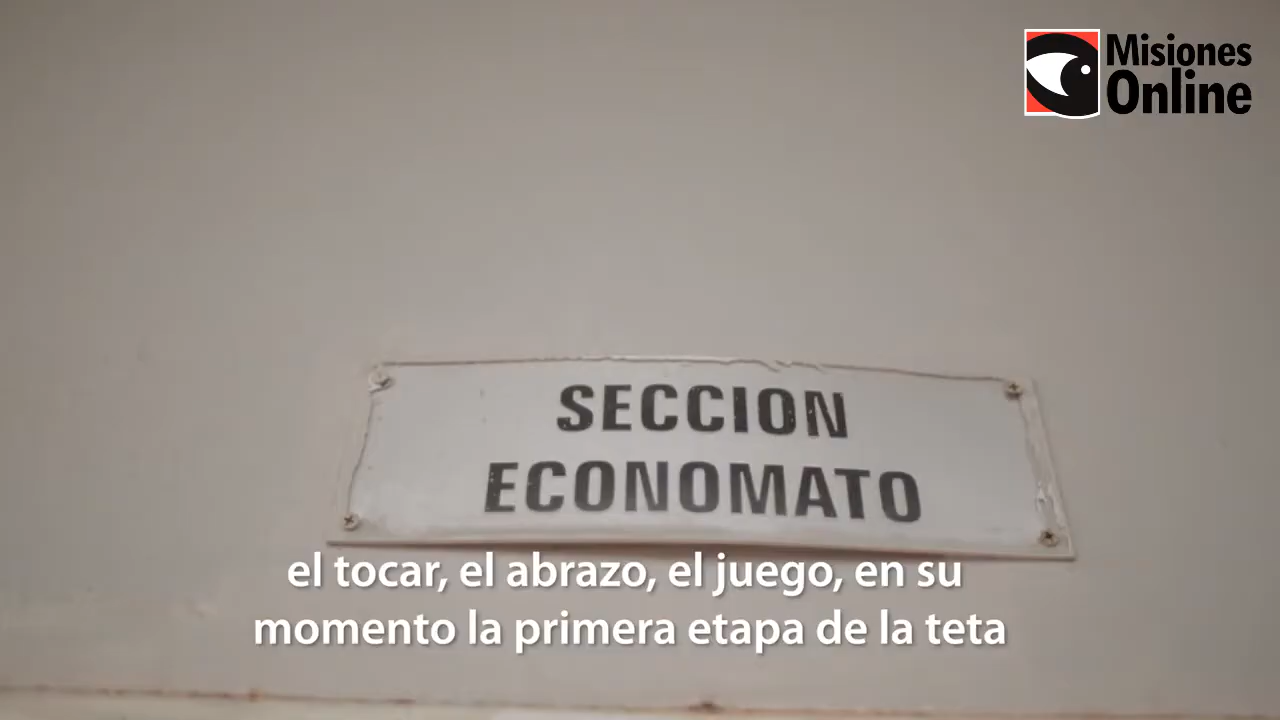 Misiones
Online
SECCION
ECONOMATO
el tocar, el abrazo, el juego, en su
momento la primera etapa de la teta